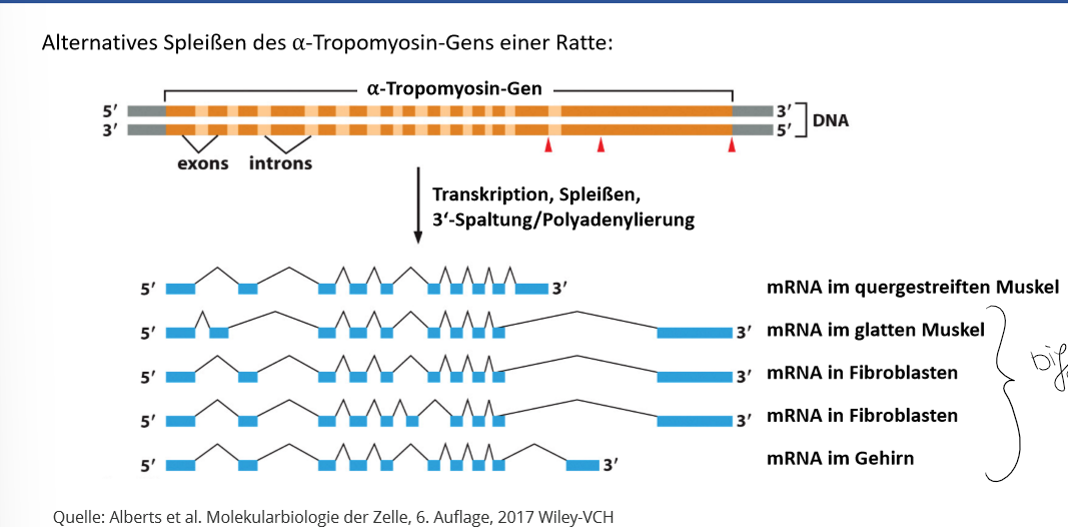 Alternatives Spleißen des α-Tropomyosin-Gens einer Ratte:
α-Tropomyosin-Gen
5′ 3′
DNA
3′ 5′
exons introns
Transkription, Spleißen,
3‘-Spaltung/Polyadenylierung
5′ 3′ mRNA im quergestreiften Muskel
5′ 3′ mRNA im glatten Muskel
5′ 3′ mRNA in Fibroblasten
5′ 3′ mRNA in Fibroblasten
5′ 3′ mRNA im Gehirn
Quelle: Alberts et al. Molekularbiologie der Zelle, 6. Auflage, 2017 Wiley-VCH